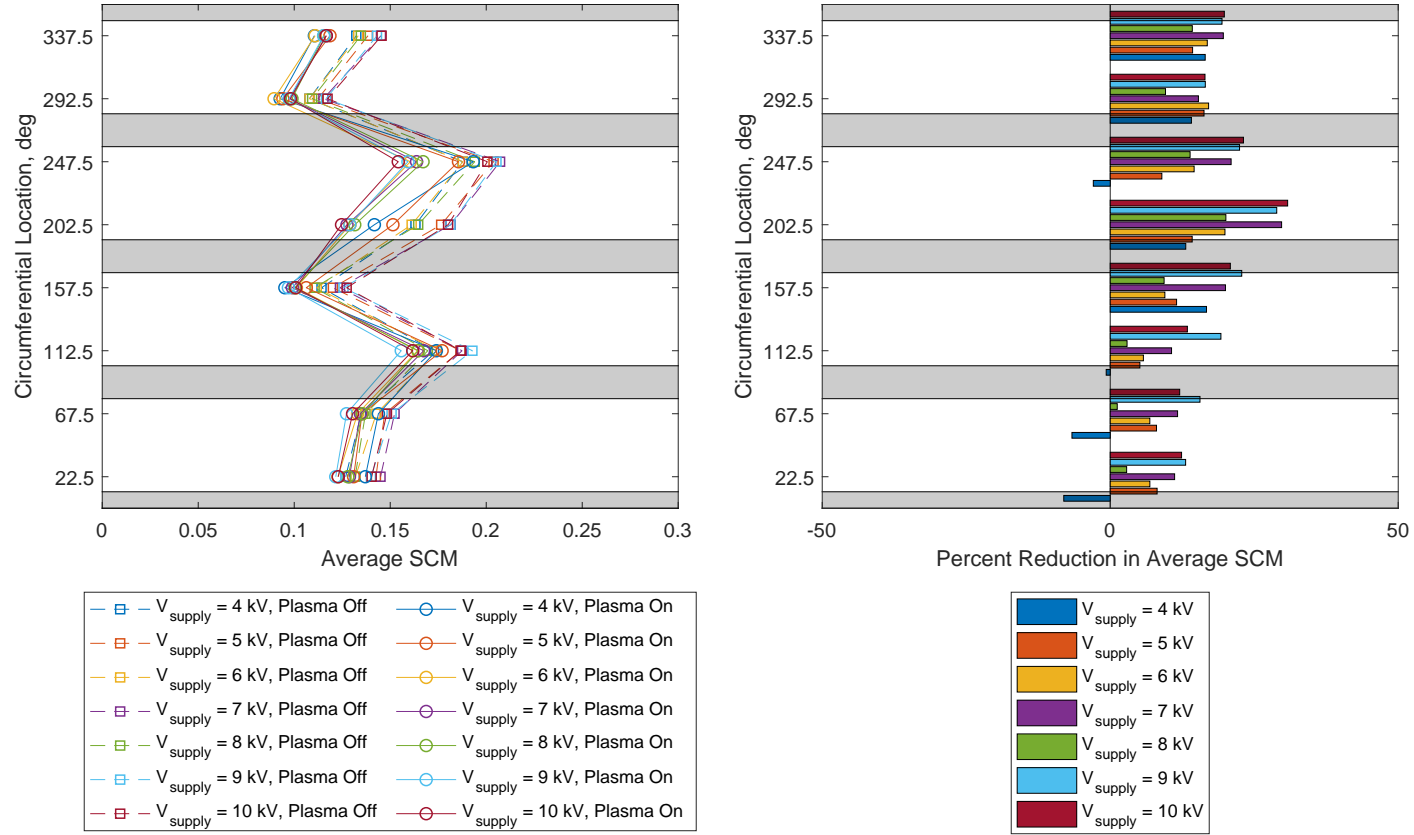 337.5
292.5
247.5
202.5
157.5
112.5
67.5
22.5
Circumferential Location, deg
0 0.05 0.1 0.15 0.2 0.25 0.3
Average SCM
V_supply = 4 kV, Plasma Off V_supply = 4 kV, Plasma On
V_supply = 5 kV, Plasma Off V_supply = 5 kV, Plasma On
V_supply = 6 kV, Plasma Off V_supply = 6 kV, Plasma On
V_supply = 7 kV, Plasma Off V_supply = 7 kV, Plasma On
V_supply = 8 kV, Plasma Off V_supply = 8 kV, Plasma On
V_supply = 9 kV, Plasma Off V_supply = 9 kV, Plasma On
V_supply = 10 kV, Plasma Off V_supply = 10 kV, Plasma On
337.5
292.5
247.5
202.5
157.5
112.5
67.5
22.5
Circumferential Location, deg
-50 0 50
Percent Reduction in Average SCM
V_supply = 4 kV
V_supply = 5 kV
V_supply = 6 kV
V_supply = 7 kV
V_supply = 8 kV
V_supply = 9 kV
V_supply = 10 kV